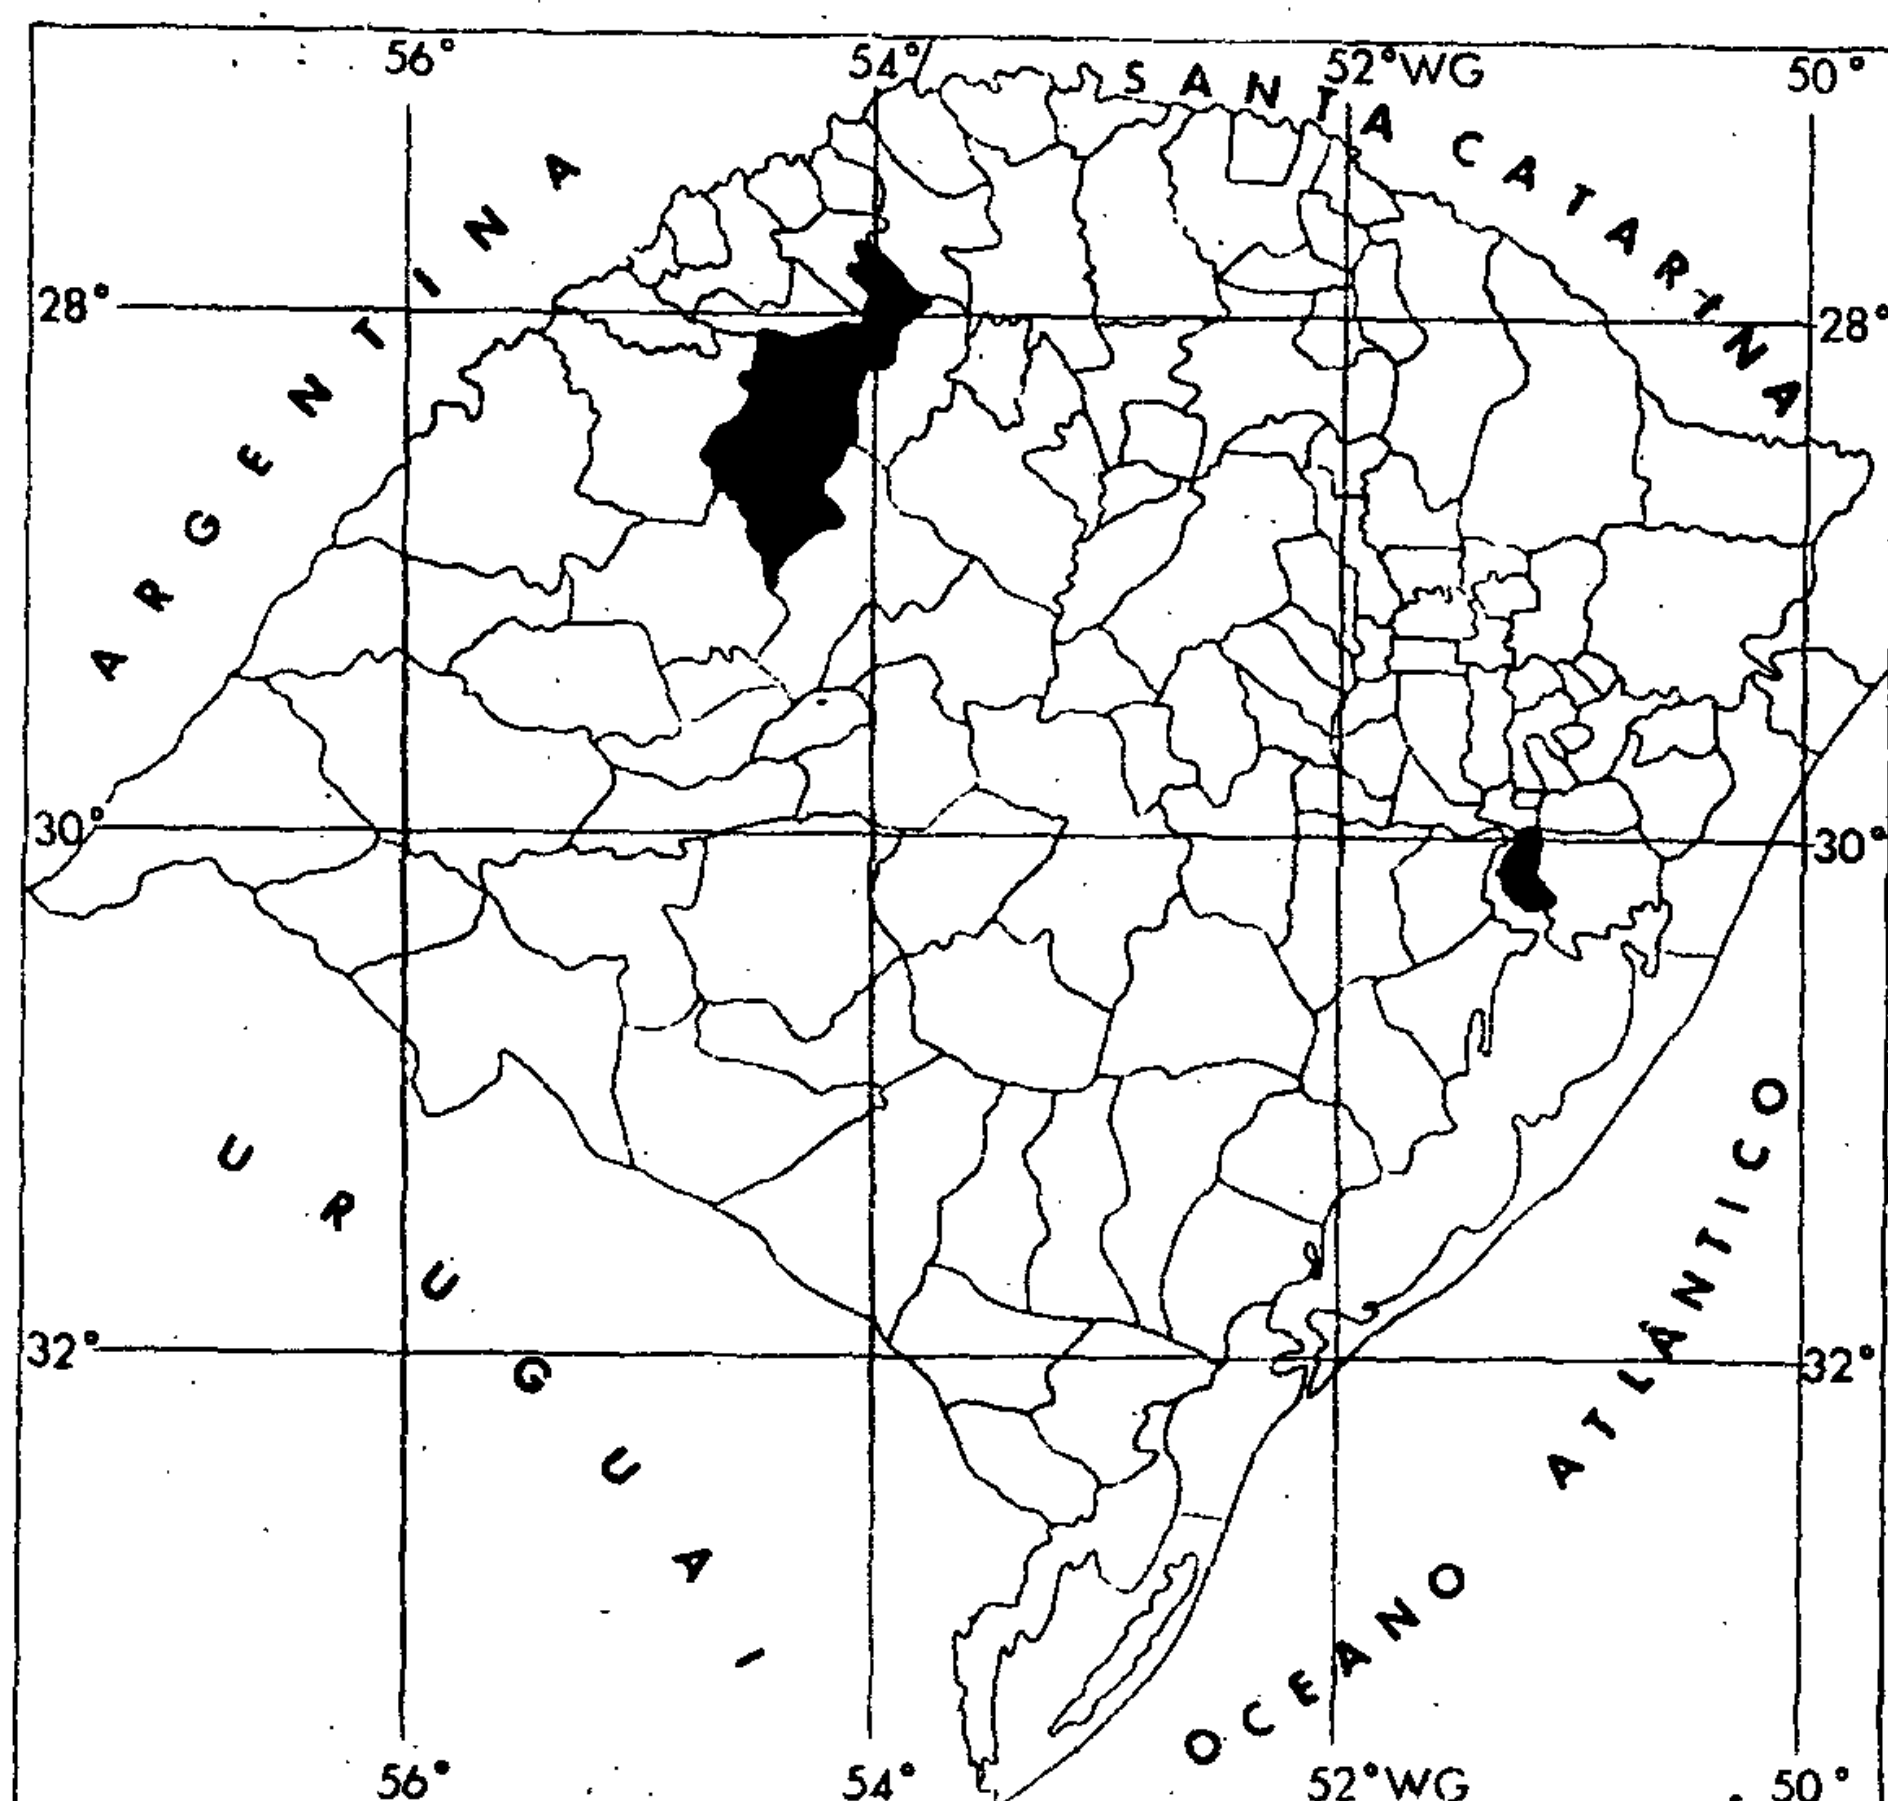 56° 54° 52°WG 50°
SANTA CATARINA
ARGENTINA
28° 28°
30° 30°
URUGUAI
OCEANO ATLÂNTICO
32° 32°
56° 54° 52°WG 50°